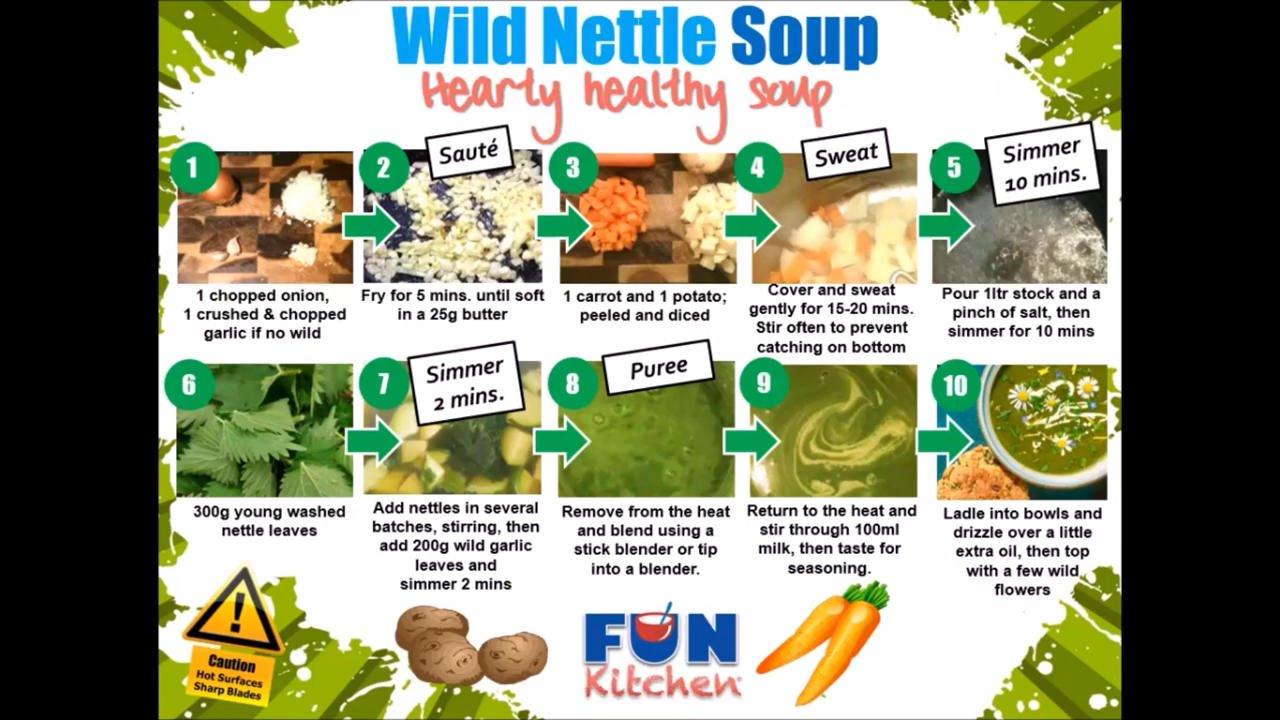 Wild Nettle Soup
Hearty healthy soup
1
1 chopped onion,
1 crushed & chopped
garlic if no wild
2
Sauté
Fry for 5 mins. until soft
in a 25g butter
3
1 carrot and 1 potato;
peeled and diced
4
Sweat
Cover and sweat
gently for 15-20 mins.
Stir often to prevent
catching on bottom
5
Simmer
10 mins.
Pour 1ltr stock and a
pinch of salt, then
simmer for 10 mins
6
300g young washed
nettle leaves
7
Simmer
2 mins.
Add nettles in several
batches, stirring, then
add 200g wild garlic
leaves and
simmer 2 mins
8
Puree
Remove from the heat
and blend using a
stick blender or tip
into a blender.
9
Return to the heat and
stir through 100ml
milk, then taste for
seasoning.
10
Ladle into bowls and
drizzle over a little
extra oil, then top
with a few wild
flowers
Caution
Hot Surfaces
Sharp Blades
FUN
Kitchen